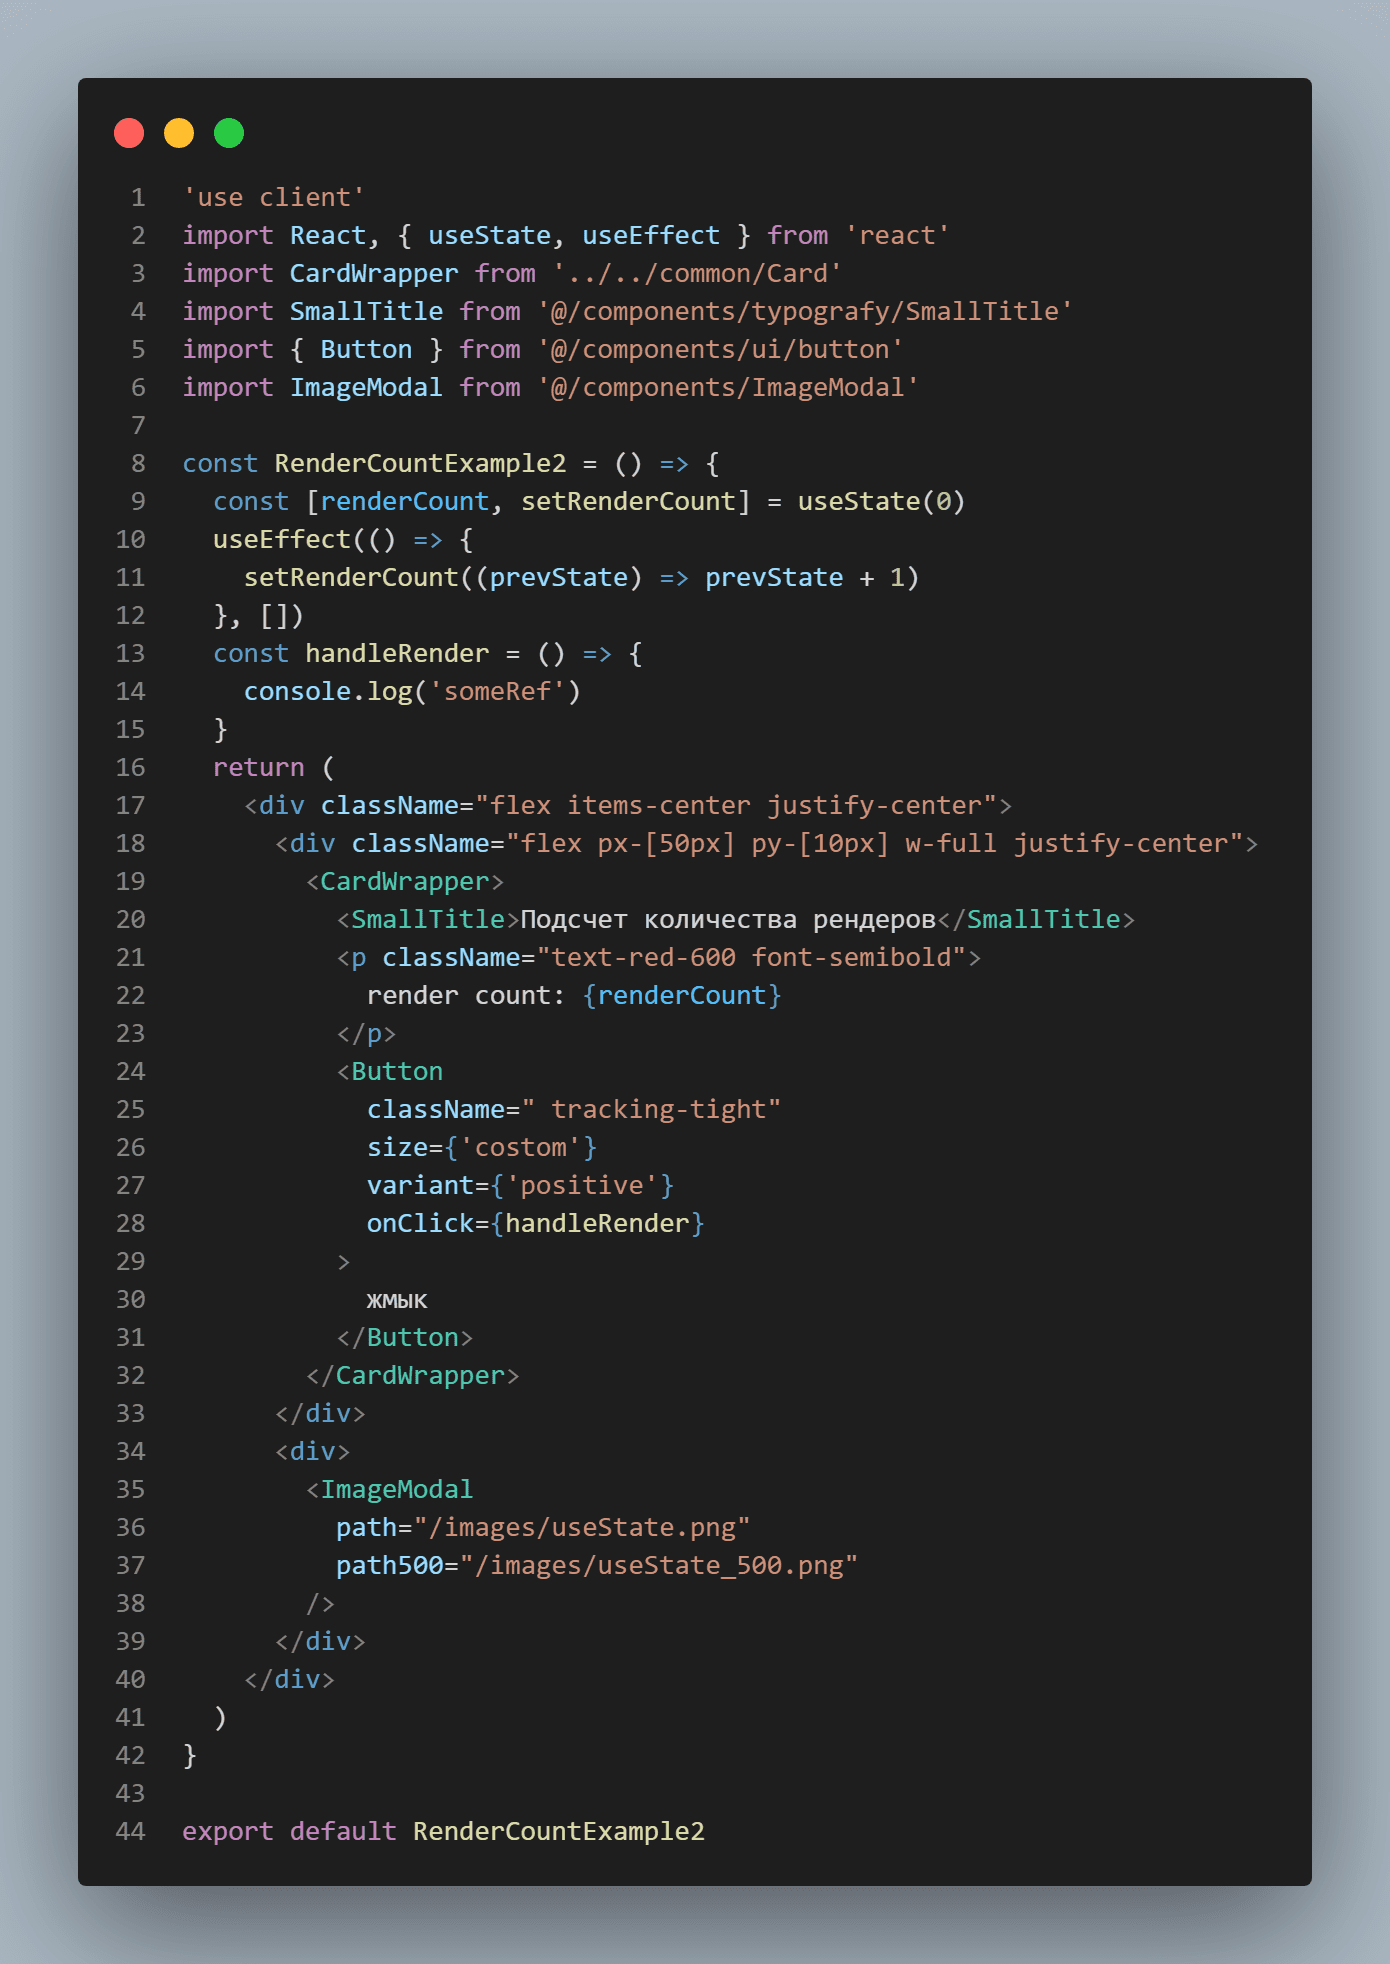 1 'use client'
2 import React, { useState, useEffect } from 'react'
3 import CardWrapper from '../../common/Card'
4 import SmallTitle from '@/components/typografy/SmallTitle'
5 import { Button } from '@/components/ui/button'
6 import ImageModal from '@/components/ImageModal'
7
8 const RenderCountExample2 = () => {
9   const [renderCount, setRenderCount] = useState(0)
10   useEffect(() => {
11     setRenderCount((prevState) => prevState + 1)
12   }, [])
13   const handleRender = () => {
14     console.log('someRef')
15   }
16   return (
17     <div className="flex items-center justify-center">
18       <div className="flex px-[50px] py-[10px] w-full justify-center">
19         <CardWrapper>
20           <SmallTitle>Подсчет количества рендеров</SmallTitle>
21           <p className="text-red-600 font-semibold">
22             render count: {renderCount}
23           </p>
24           <Button
25             className=" tracking-tight"
26             size={'costom'}
27             variant={'positive'}
28             onClick={handleRender}
29           >
30             жмык
31           </Button>
32         </CardWrapper>
33       </div>
34       <div>
35         <ImageModal
36           path="/images/useState.png"
37           path500="/images/useState_500.png"
38         />
39       </div>
40     </div>
41   )
42 }
43
44 export default RenderCountExample2